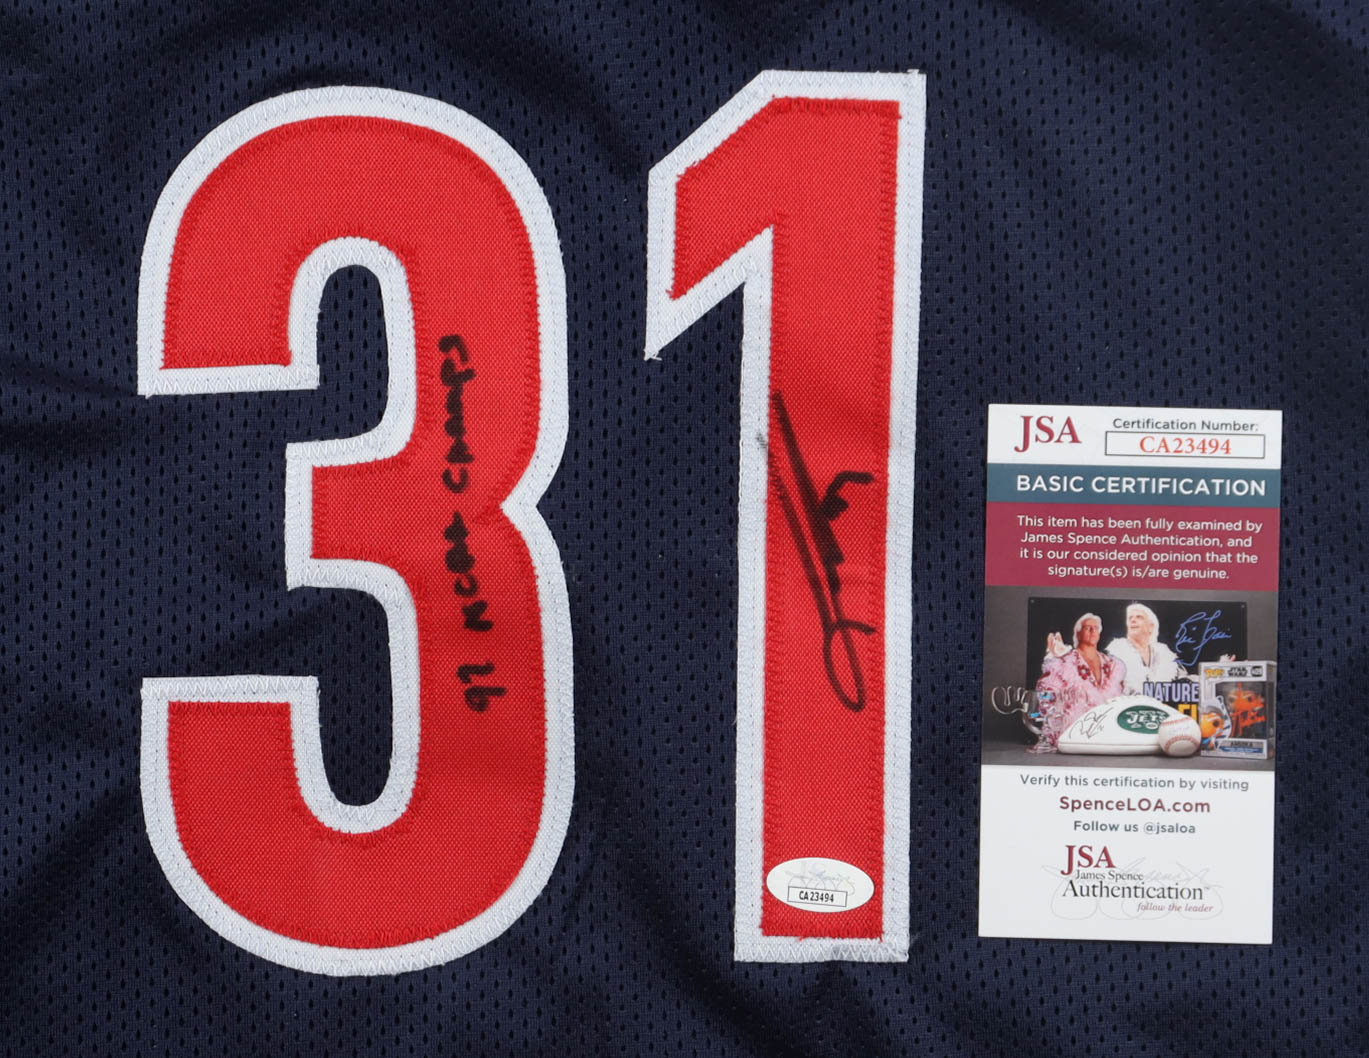 31
97 NCAA CHAMPS
CA23494
JSA
Certification Number:
CA23494
BASIC CERTIFICATION
This item has been fully examined by
James Spence Authentication, and
it is our considered opinion that the
signature(s) is/are genuine.
NATURE
JETS
Verify this certification by visiting
SpenceLOA.com
Follow us @jsaloa
JSA
James Spence
Authentication
follow the leader